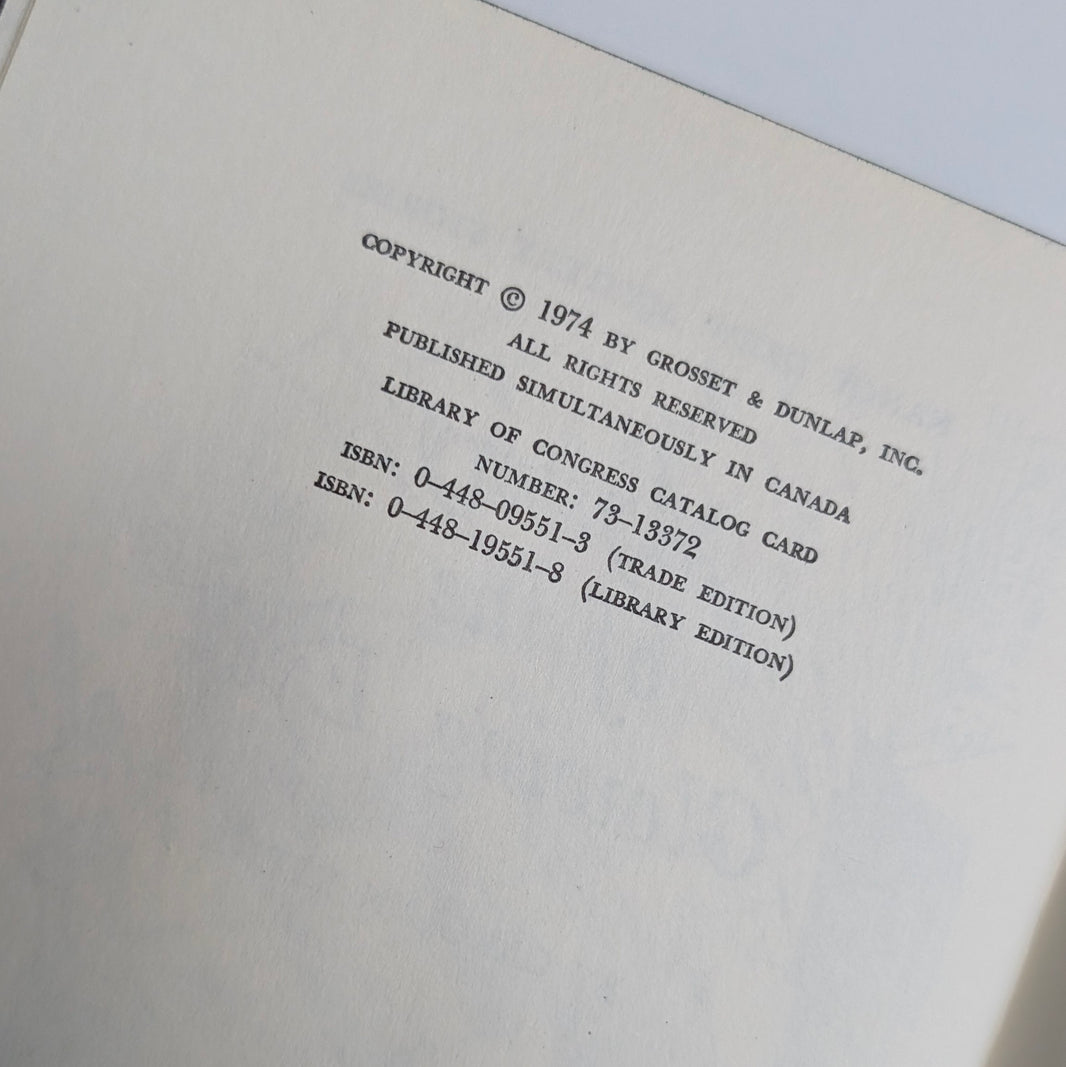 COPYRIGHT © 1974 BY GROSSET & DUNLAP, INC.
ALL RIGHTS RESERVED
PUBLISHED SIMULTANEOUSLY IN CANADA
LIBRARY OF CONGRESS CATALOG CARD
NUMBER: 73–13372
ISBN: 0–448–09551–3 (TRADE EDITION)
ISBN: 0–448–19551–8 (LIBRARY EDITION)